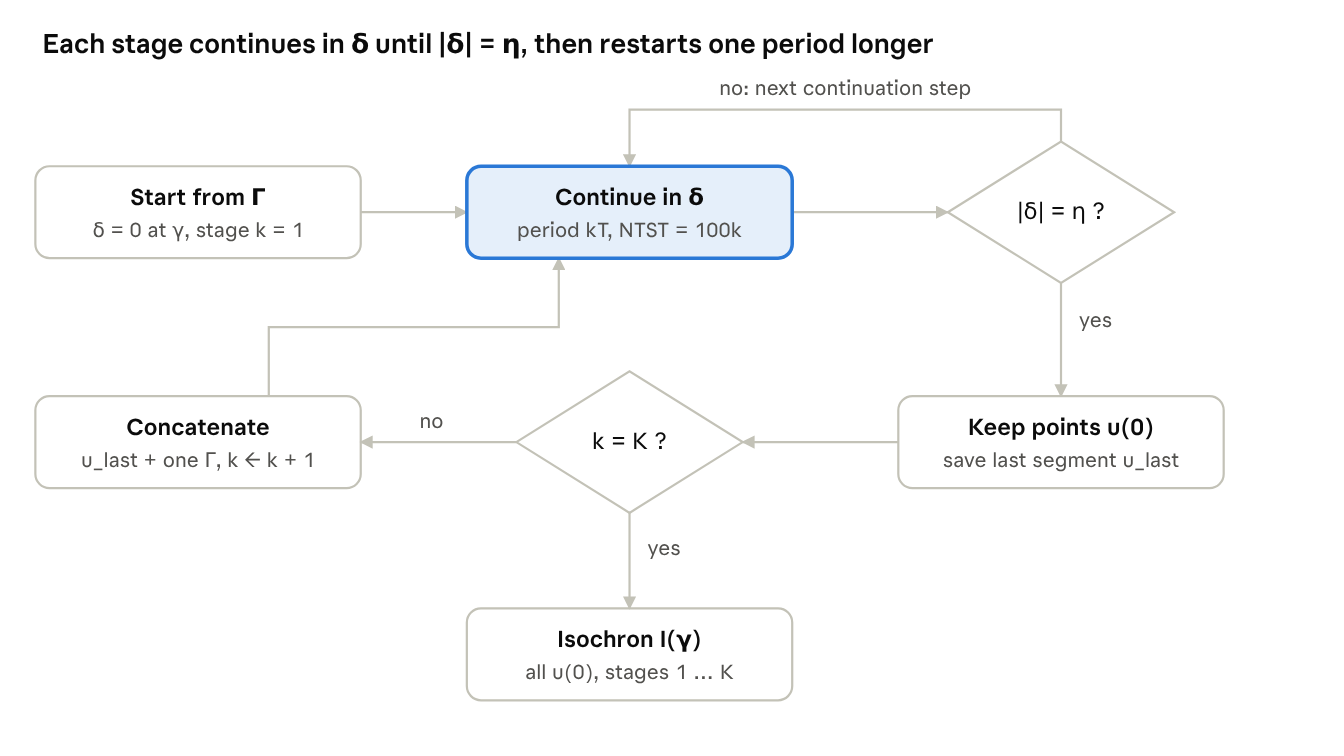 Each stage continues in δ until |δ| = η, then restarts one period longer
no: next continuation step
Start from Γ
δ = 0 at γ, stage k = 1
Continue in δ
period kT, NTST = 100k
|δ| = η ?
yes
Concatenate
u_last + one Γ, k ← k + 1
no
k = K ?
Keep points u(0)
save last segment u_last
yes
Isochron I(γ)
all u(0), stages 1 ... K